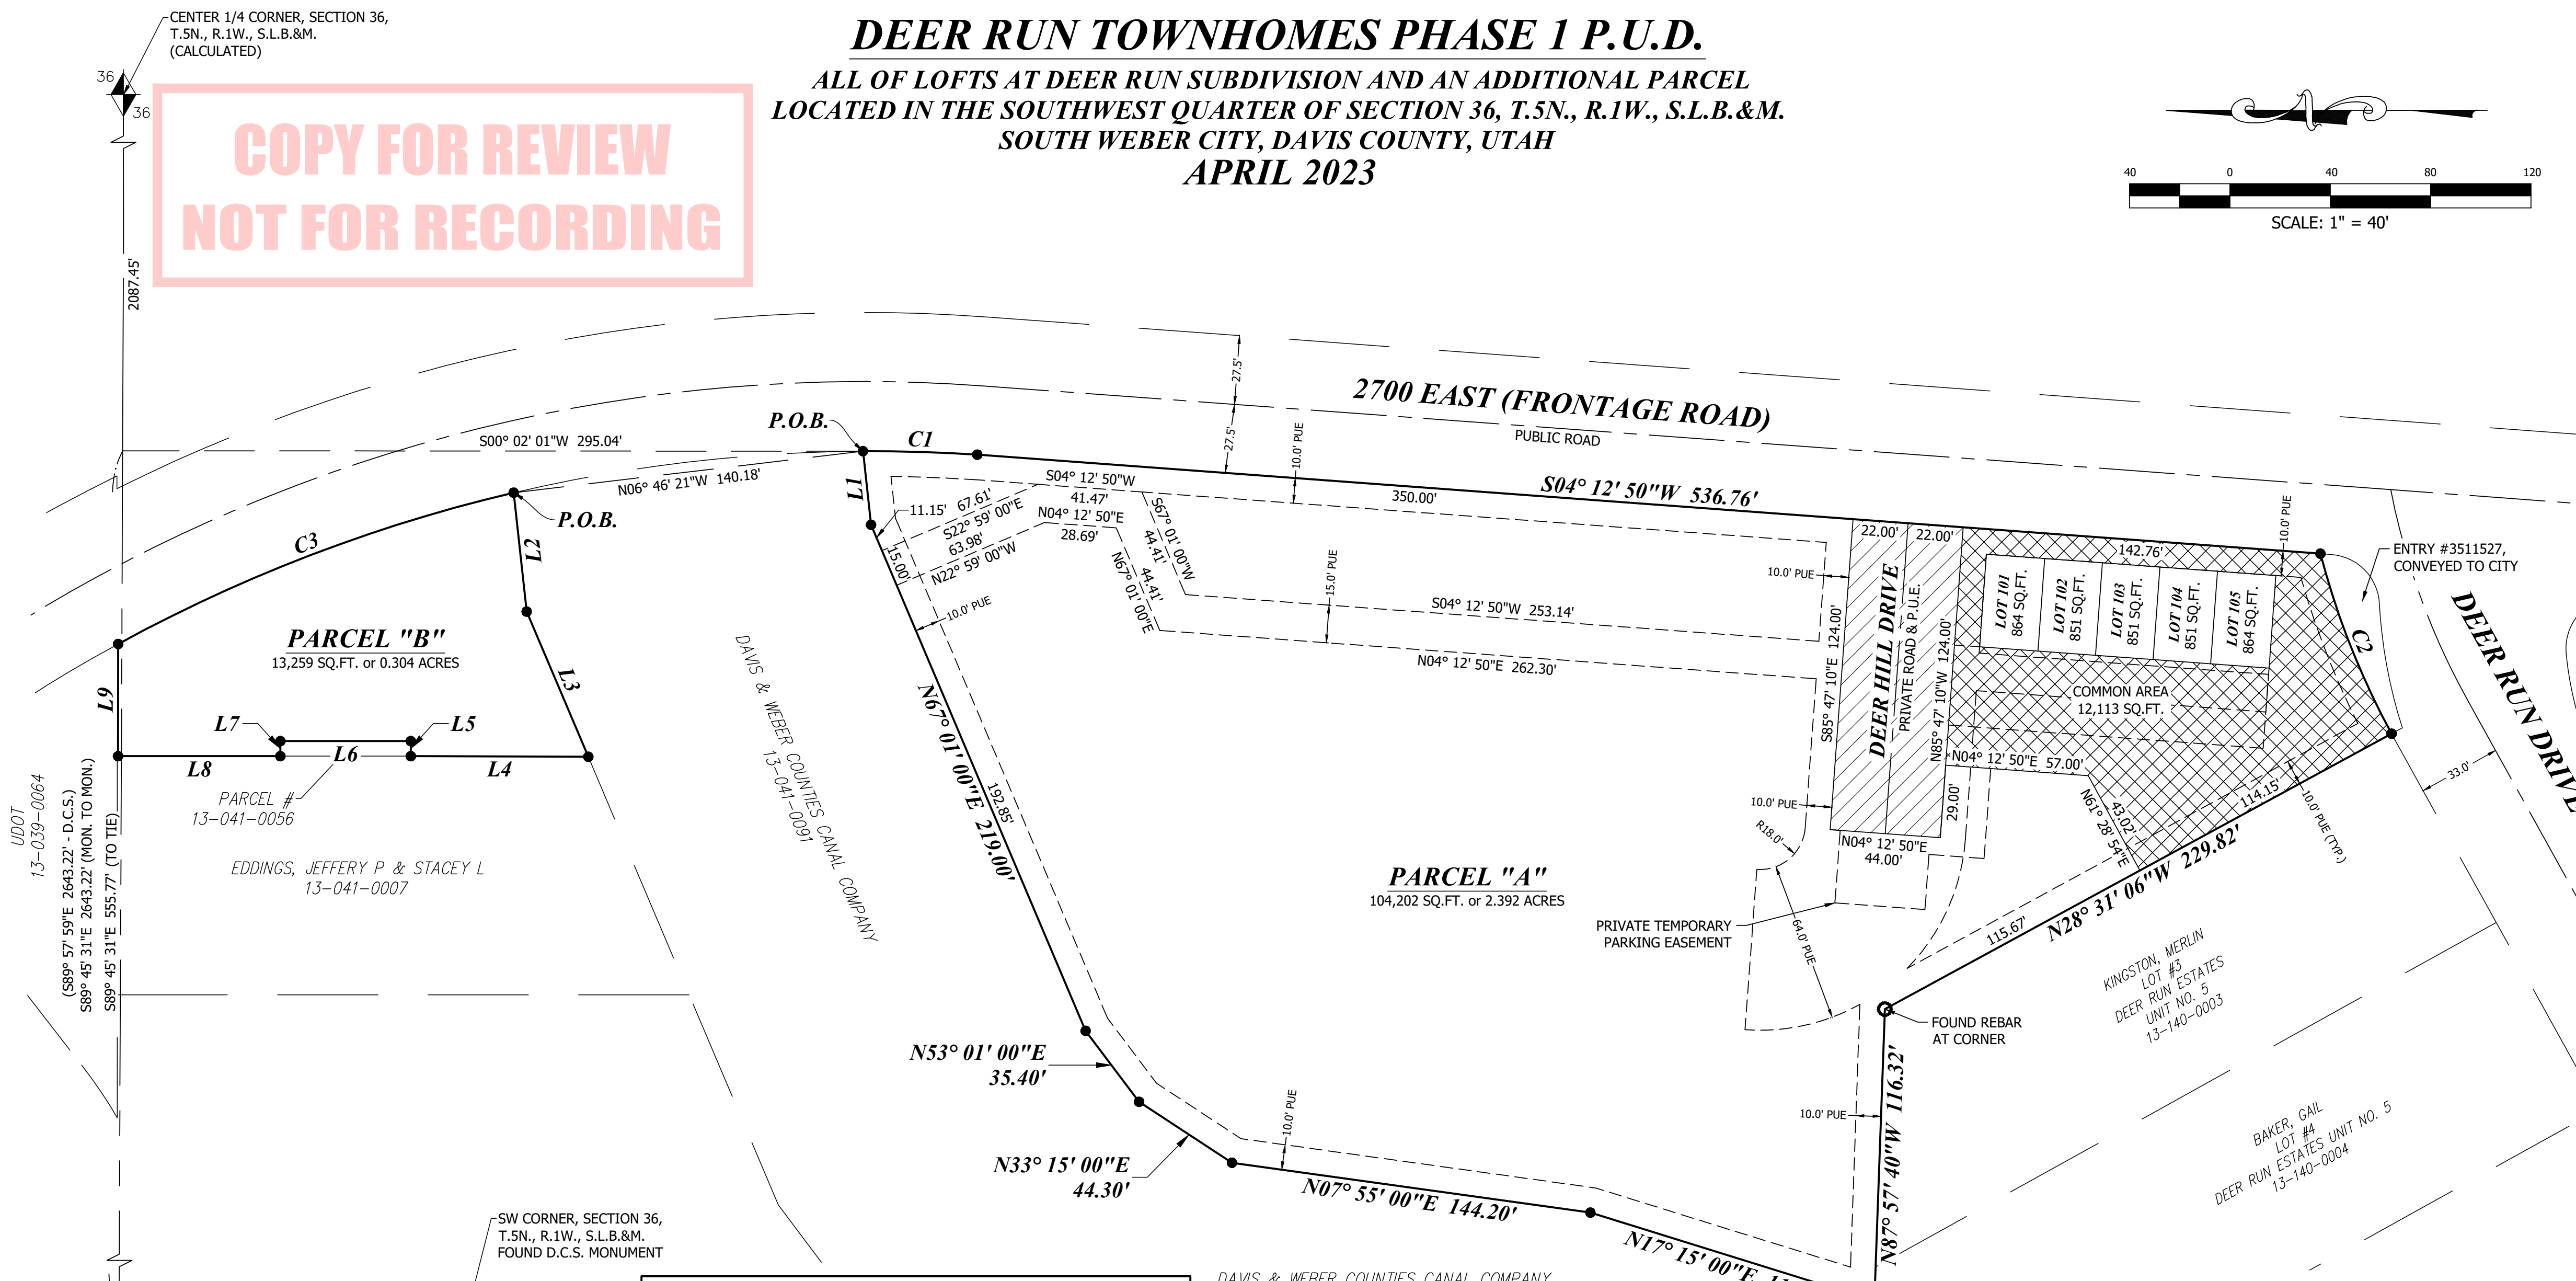 DEER RUN TOWNHOMES PHASE 1 P.U.D.
ALL OF LOFTS AT DEER RUN SUBDIVISION AND AN ADDITIONAL PARCEL
LOCATED IN THE SOUTHWEST QUARTER OF SECTION 36, T.5N., R.1W., S.L.B.&M.
SOUTH WEBER CITY, DAVIS COUNTY, UTAH
APRIL 2023
CENTER 1/4 CORNER, SECTION 36,
T.5N., R.1W., S.L.B.&M.
(CALCULATED)
36
36
COPY FOR REVIEW
NOT FOR RECORDING
2087.45'
40 0 40 80 120
SCALE: 1" = 40'
27.5'
27.5'
2700 EAST (FRONTAGE ROAD)
PUBLIC ROAD
P.O.B.
C1
S00° 02' 01"W 295.04'
N06° 46' 21"W 140.18'
L1
P.O.B.
C3
L2
L3
PARCEL "B"
13,259 SQ.FT. or 0.304 ACRES
L9
L7
L5
L8
L6
L4
PARCEL #
13-041-0056
UDOT
13-039-0064
(S89° 57' 59"E 2643.22' - D.C.S.)
S89° 45' 31"E 2643.22' (MON. TO MON.)
S89° 45' 31"E 555.77' (TO TIE)
EDDINGS, JEFFERY P & STACEY L
13-041-0007
DAVIS & WEBER COUNTIES CANAL COMPANY
13-041-0091
11.15'
67.61'
S22° 59' 00"E
63.98'
N22° 59' 00"W
15.00'
10.0' PUE
S04° 12' 50"W
41.47'
N04° 12' 50"E
28.69'
S67° 01' 00"W
44.41'
44.41'
N67° 01' 00"E
10.0' PUE
350.00'
S04° 12' 50"W 536.76'
15.0' PUE
S04° 12' 50"W 253.14'
N04° 12' 50"E 262.30'
22.00'
22.00'
10.0' PUE
S85° 47' 10"E 124.00'
DEER HILL DRIVE
PRIVATE ROAD & P.U.E.
N85° 47' 10"W 124.00'
29.00'
10.0' PUE
R18.0'
N04° 12' 50"E
44.00'
142.76'
10.0' PUE
LOT 101
864 SQ.FT.
LOT 102
851 SQ.FT.
LOT 103
851 SQ.FT.
LOT 104
851 SQ.FT.
LOT 105
864 SQ.FT.
COMMON AREA
12,113 SQ.FT.
N04° 12' 50"E 57.00'
43.02'
N61° 28' 54"E
114.15'
10.0' PUE (TYP.)
C2
ENTRY #3511527,
CONVEYED TO CITY
DEER RUN DRIVE
33.0'
N28° 31' 06"W 229.82'
115.67'
PARCEL "A"
104,202 SQ.FT. or 2.392 ACRES
PRIVATE TEMPORARY
PARKING EASEMENT
64.0' PUE
FOUND REBAR
AT CORNER
KINGSTON, MERLIN
LOT #3
DEER RUN ESTATES
UNIT NO. 5
13-140-0003
BAKER, GAIL
LOT #4
DEER RUN ESTATES UNIT NO. 5
13-140-0004
10.0' PUE
N87° 57' 40"W 116.32'
N67° 01' 00"E 219.00'
192.85'
N53° 01' 00"E
35.40'
N33° 15' 00"E
44.30'
10.0' PUE
N07° 55' 00"E 144.20'
N17° 15' 00"E
SW CORNER, SECTION 36,
T.5N., R.1W., S.L.B.&M.
FOUND D.C.S. MONUMENT
DAVIS & WEBER COUNTIES CANAL COMPANY